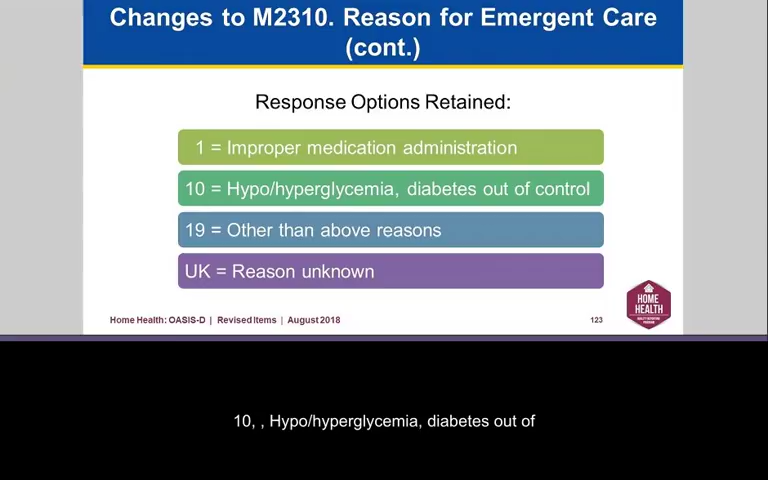 Changes to M2310. Reason for Emergent Care
(cont.)
Response Options Retained:
1 = Improper medication administration
10 = Hypo/hyperglycemia, diabetes out of control
19 = Other than above reasons
UK = Reason unknown
Home Health: OASIS-D | Revised Items | August 2018
123
HOME
HEALTH
10, , Hypo/hyperglycemia, diabetes out of